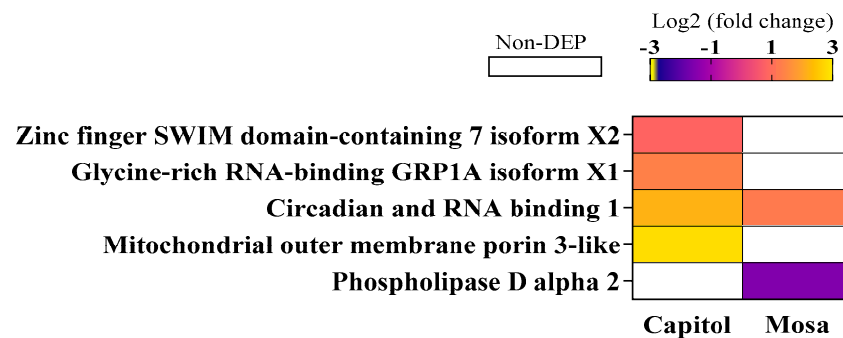 Log2 (fold change)
Non-DEP
-3 -1 1 3
Zinc finger SWIM domain-containing 7 isoform X2
Glycine-rich RNA-binding GRP1A isoform X1
Circadian and RNA binding 1
Mitochondrial outer membrane porin 3-like
Phospholipase D alpha 2
Capitol Mosa